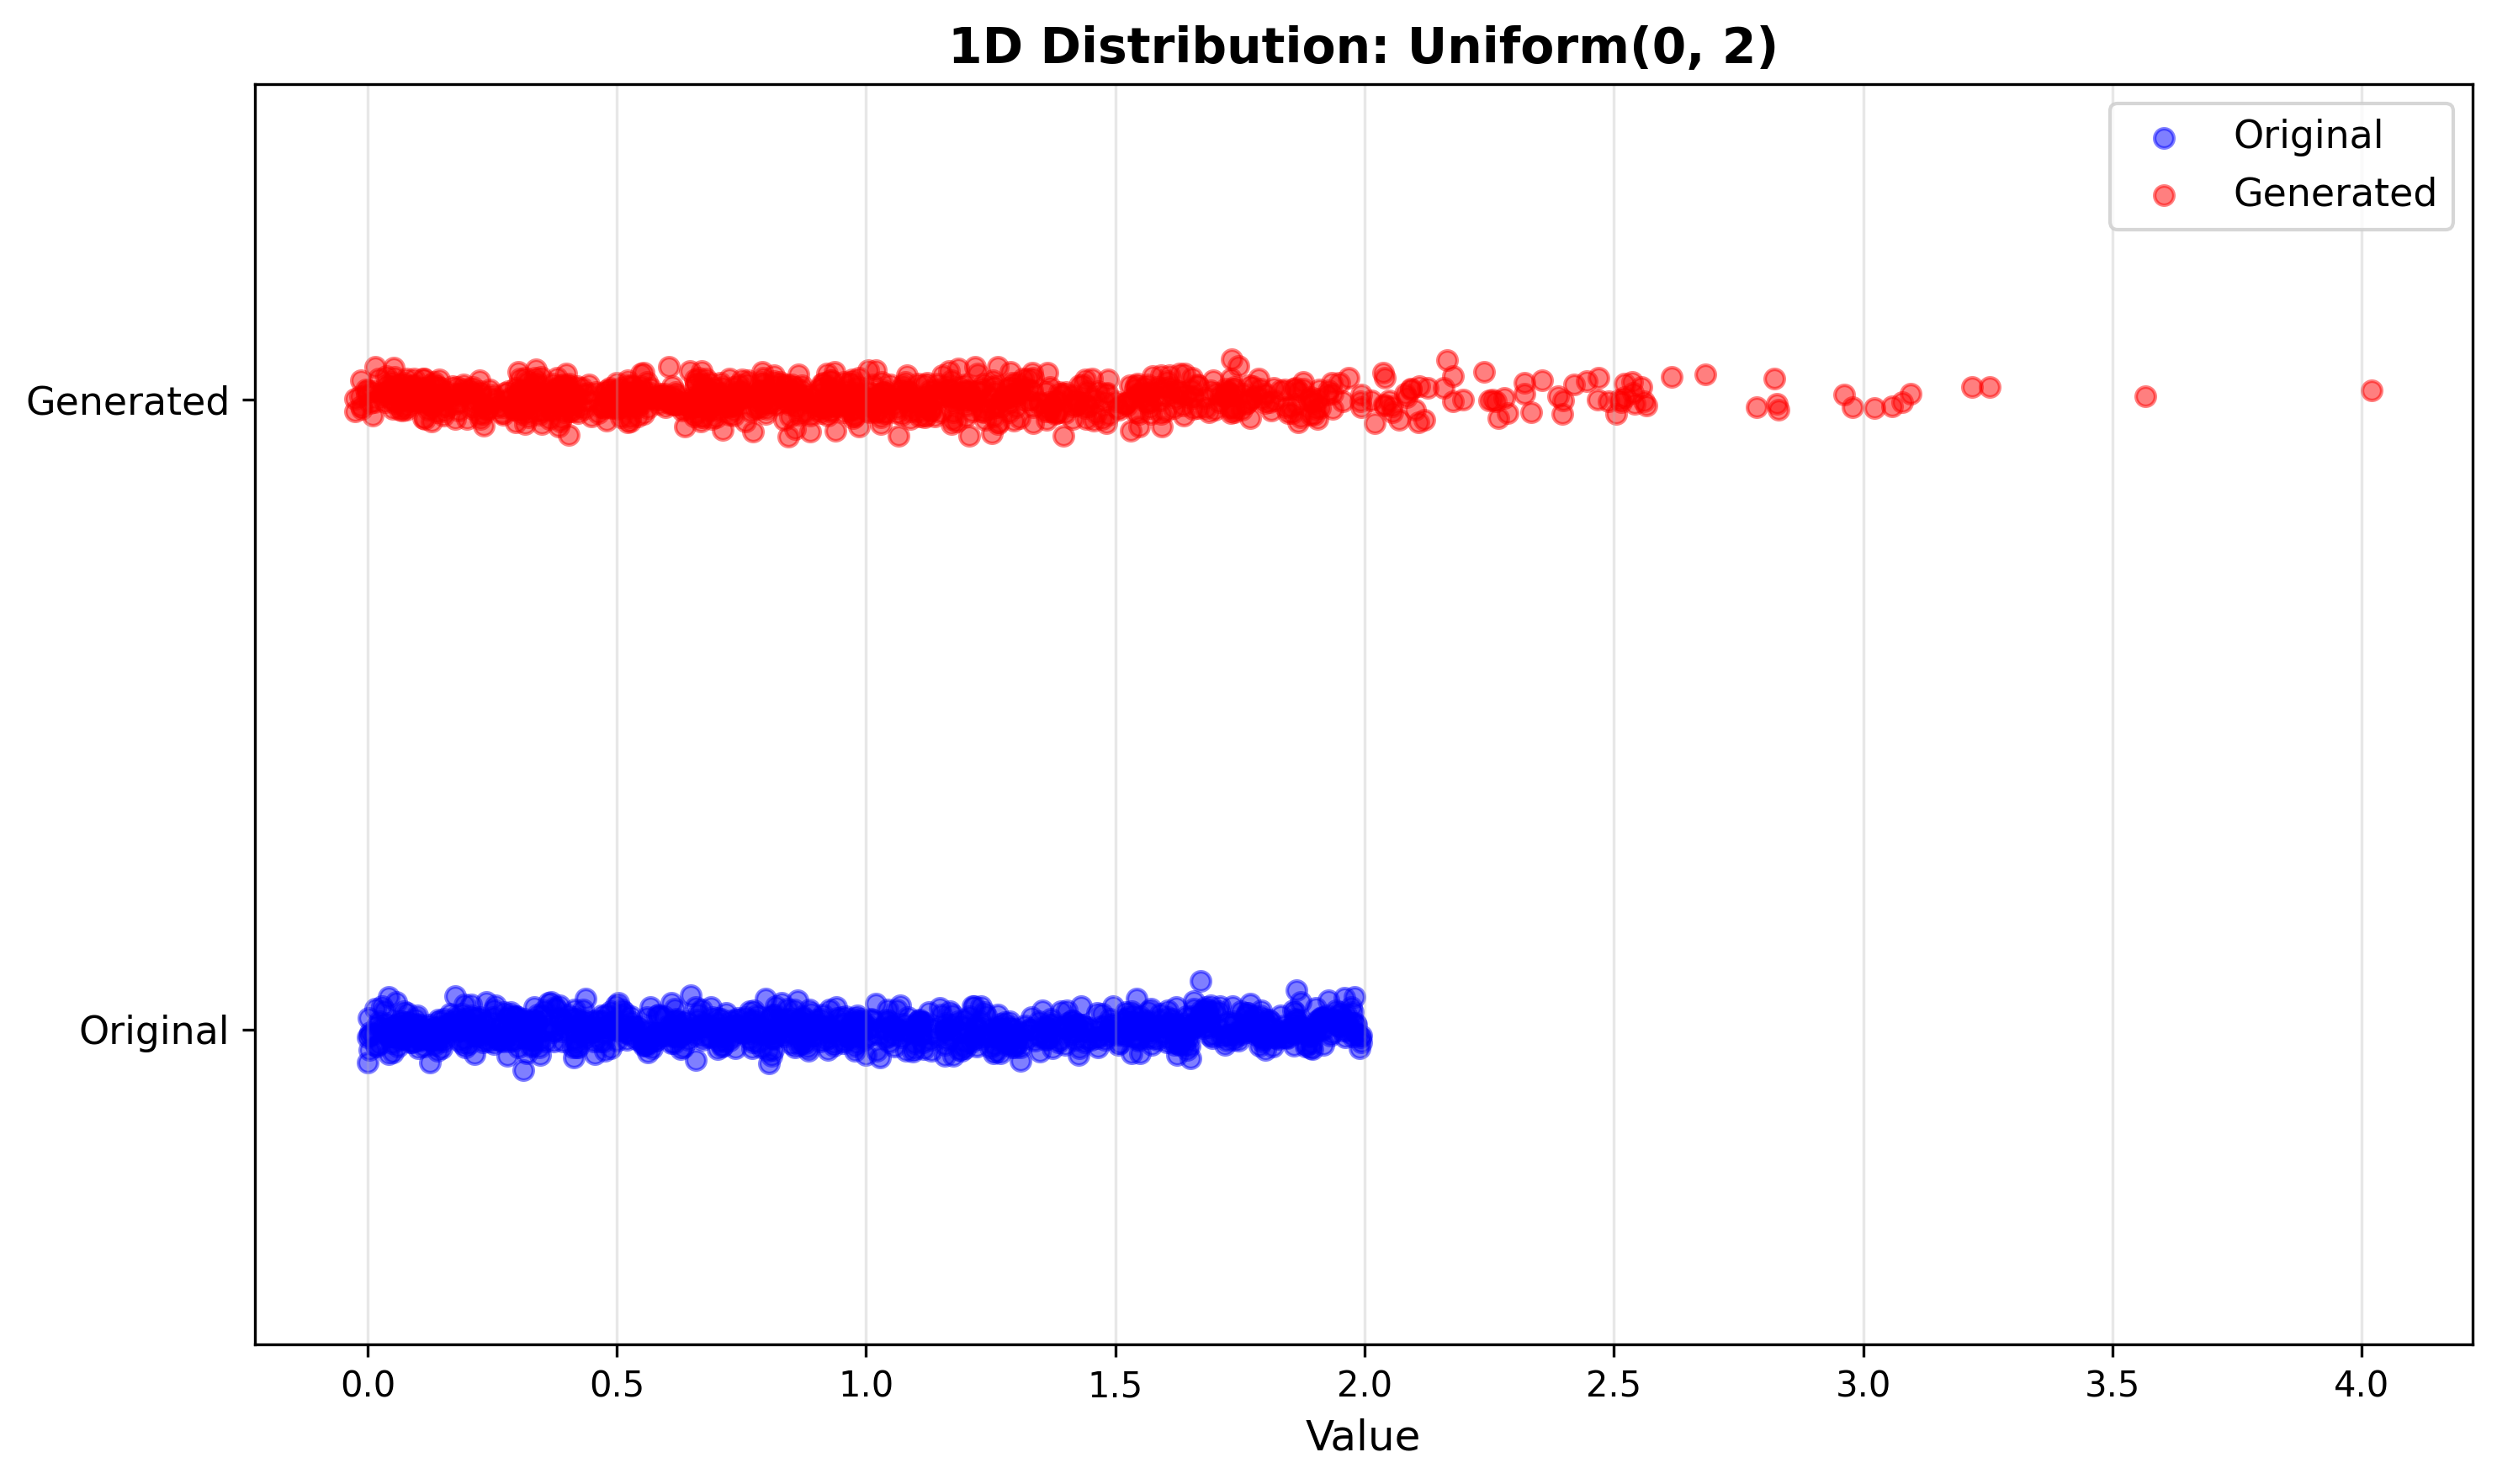 1D Distribution: Uniform(0, 2)
Original
Generated
Generated
Original
0.0 0.5 1.0 1.5 2.0 2.5 3.0 3.5 4.0
Value